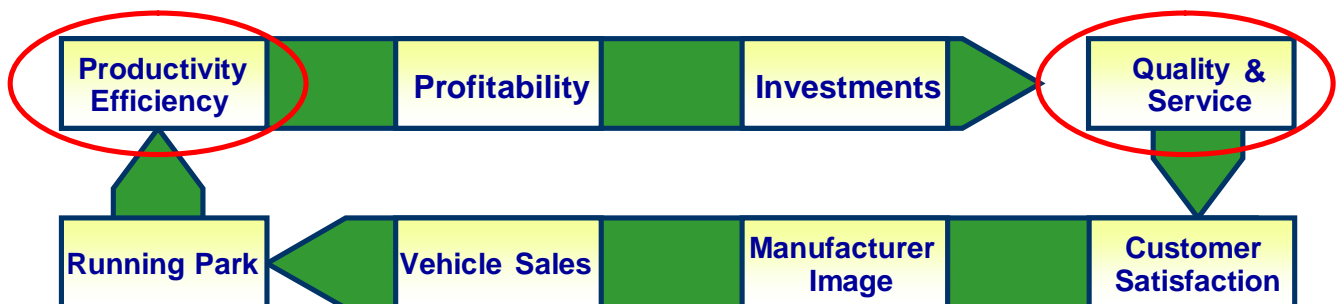 Productivity
Efficiency
Profitability
Investments
Quality &
Service
Running Park
Vehicle Sales
Manufacturer
Image
Customer
Satisfaction